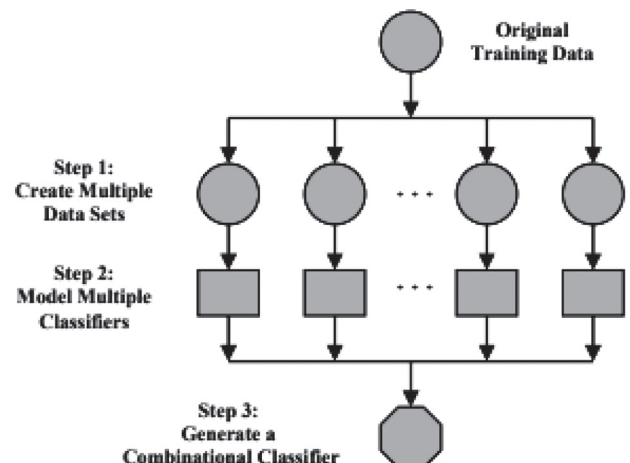 Original
Training Data
Step 1:
Create Multiple
Data Sets
. . .
Step 2:
Model Multiple
Classifiers
. . .
Step 3:
Generate a
Combinational Classifier